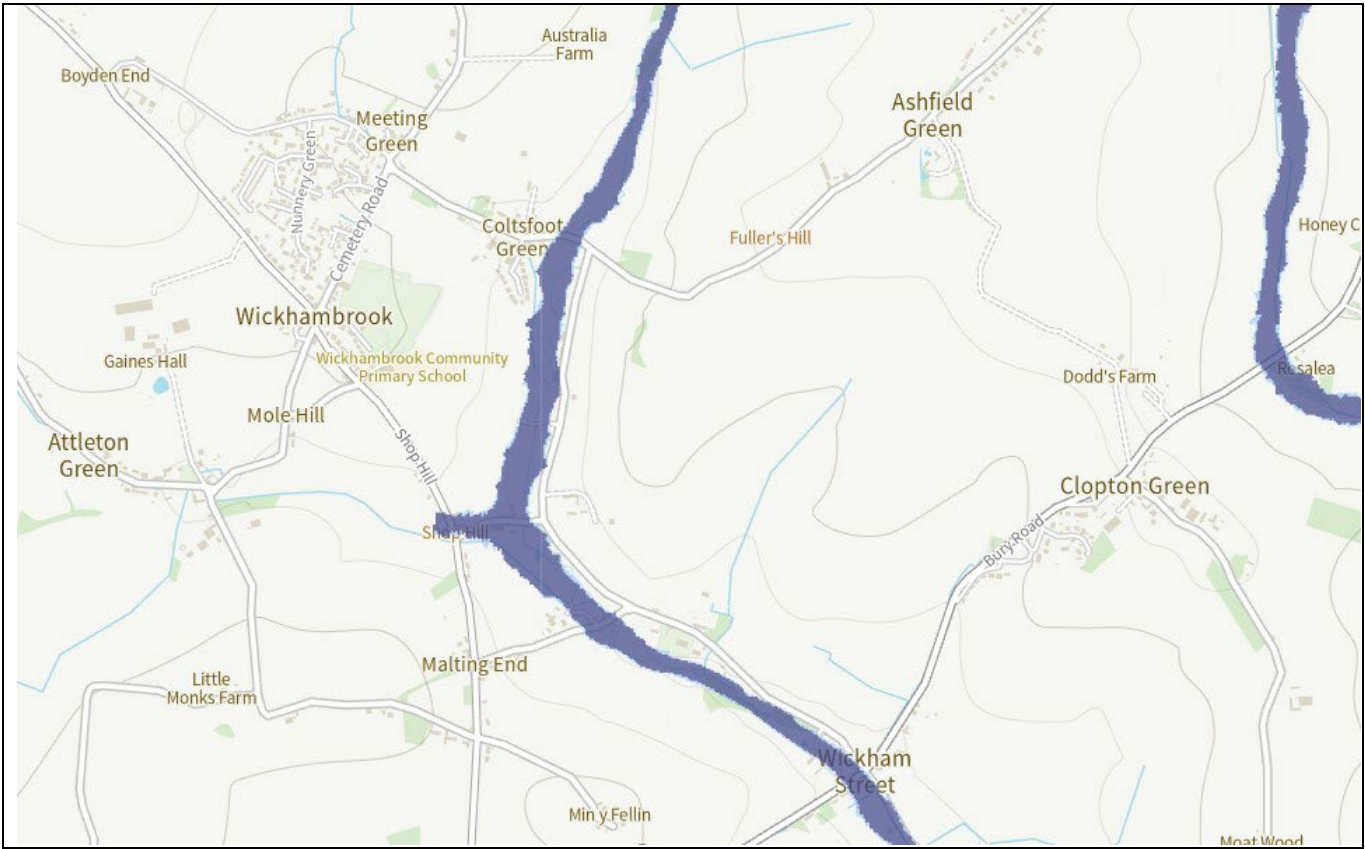 Australia
Farm
Boyden End
Ashfield
Green
Meeting
Green
Nunnery Green
Cemetery Road
Coltsfoot
Green
Fuller's Hill
Honey C
Wickhambrook
Wickhambrook Community
Primary School
Gaines Hall
Rosalea
Dodd's Farm
Mole Hill
Attleton
Green
Shop Hill
Clopton Green
Shop Hill
Bury Road
Malting End
Little
Monks Farm
Wickham
Street
Min y Fellin
Moat Wood